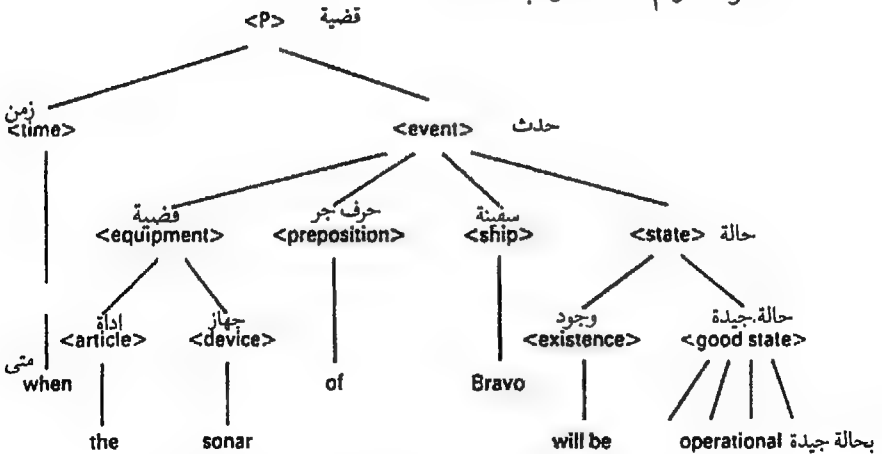 <P> قضية
زمن
<time> <event> حدث
قضية حرف جر سفينة
<equipment> <preposition> <ship> <state> حالة
اداة جهاز وجود حالة جيدة
<article> <device> <existence> <good state>
متى
when of Bravo
the sonar will be operational بحالة جيدة